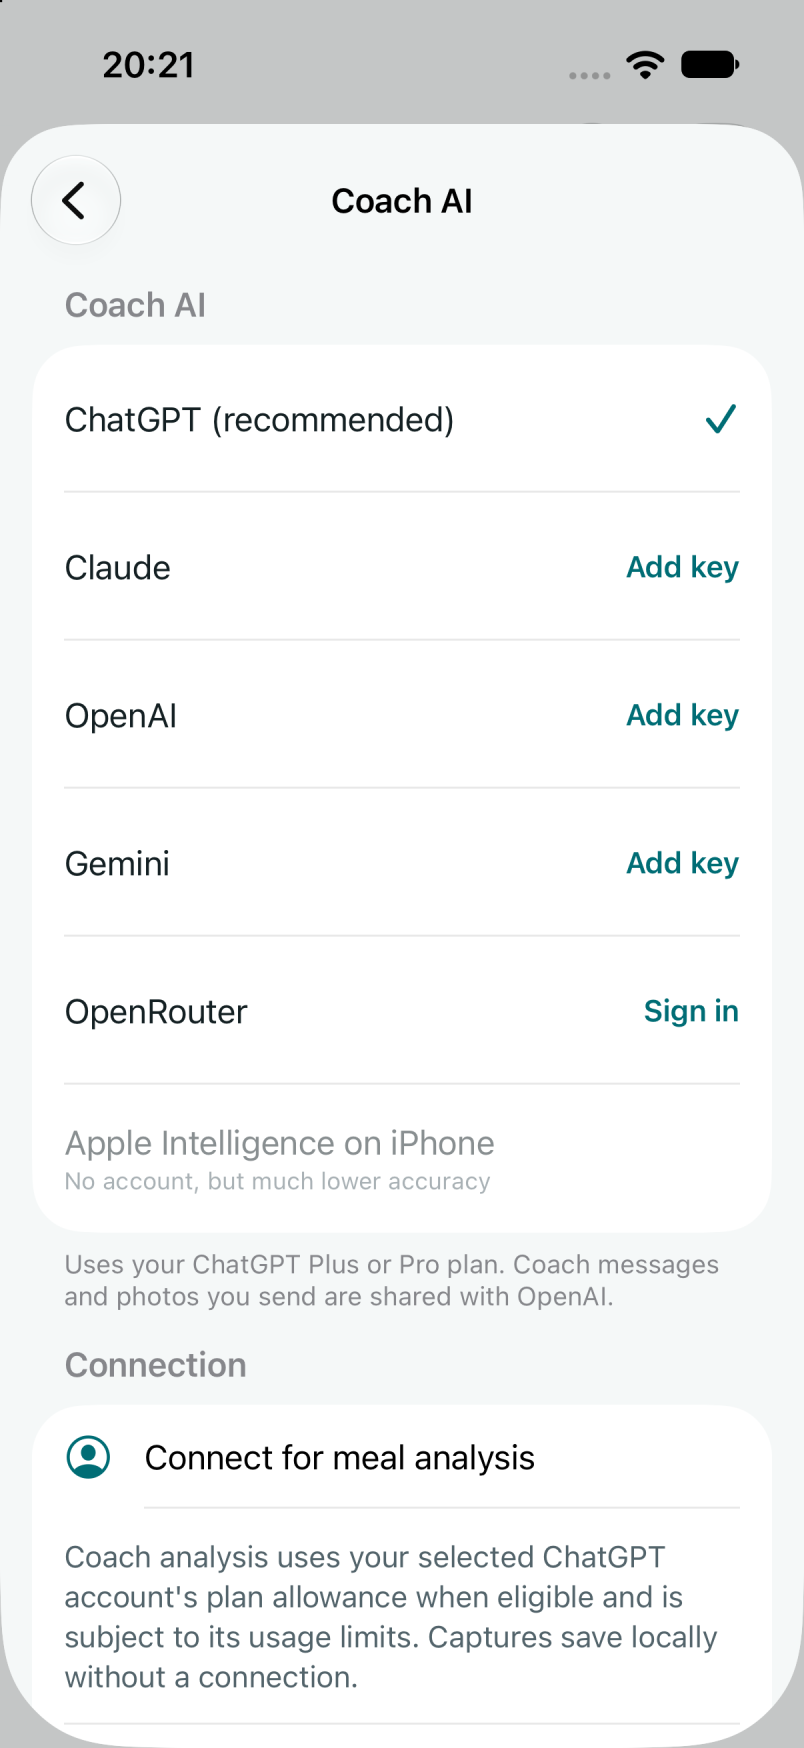 20:21
Coach AI
Coach AI
ChatGPT (recommended)
Claude
Add key
OpenAI
Add key
Gemini
Add key
OpenRouter
Sign in
Apple Intelligence on iPhone
No account, but much lower accuracy
Uses your ChatGPT Plus or Pro plan. Coach messages
and photos you send are shared with OpenAI.
Connection
Connect for meal analysis
Coach analysis uses your selected ChatGPT
account's plan allowance when eligible and is
subject to its usage limits. Captures save locally
without a connection.